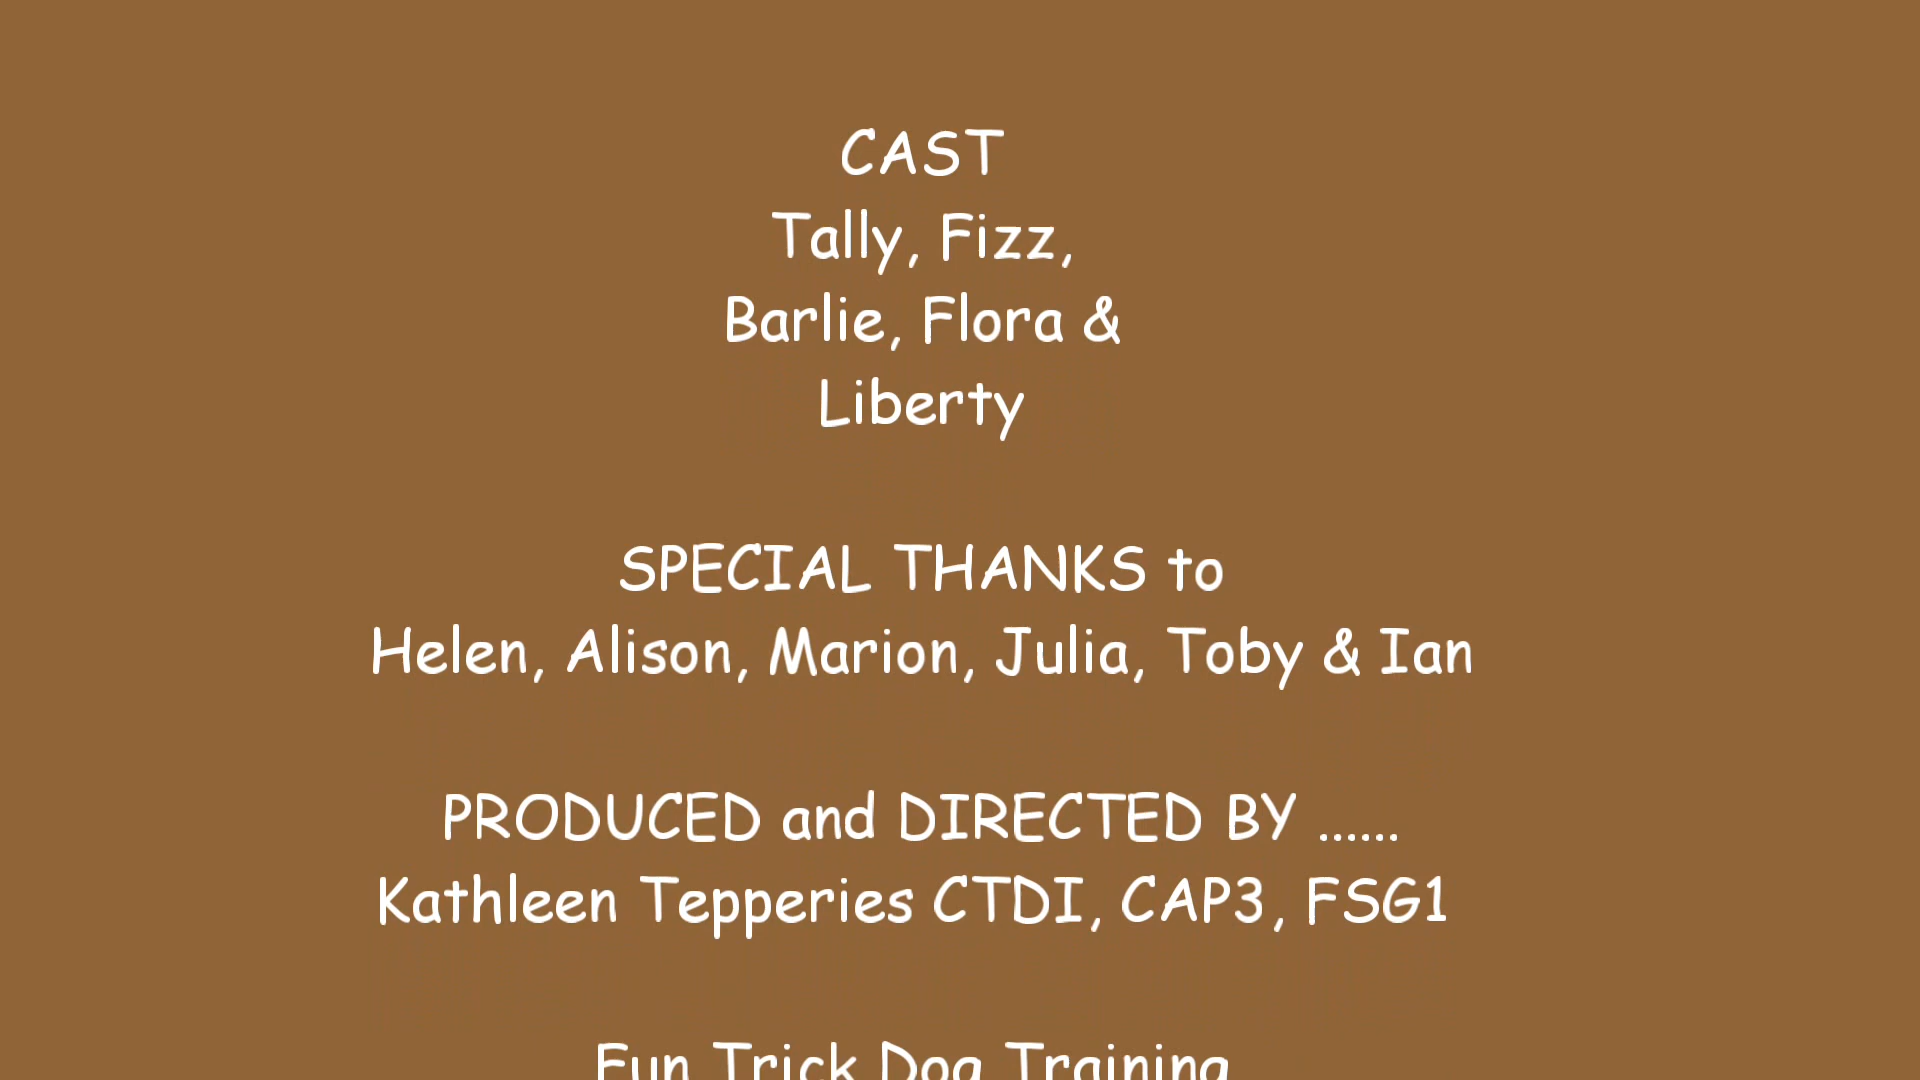 CAST
Tally, Fizz,
Barlie, Flora &
Liberty
SPECIAL THANKS to
Helen, Alison, Marion, Julia, Toby & Ian
PRODUCED and DIRECTED BY ......
Kathleen Tepperies CTDI, CAP3, FSG1
Fun Trick Dog Training